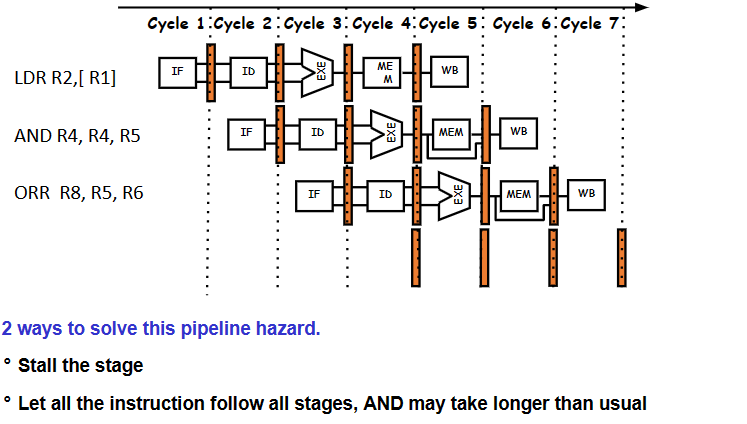 Cycle 1 Cycle 2 Cycle 3 Cycle 4 Cycle 5 Cycle 6 Cycle 7
LDR R2,[ R1] IF ID EXE ME M WB
AND R4, R4, R5 IF ID EXE MEM WB
ORR R8, R5, R6 IF ID EXE MEM WB
2 ways to solve this pipeline hazard.
° Stall the stage
° Let all the instruction follow all stages, AND may take longer than usual